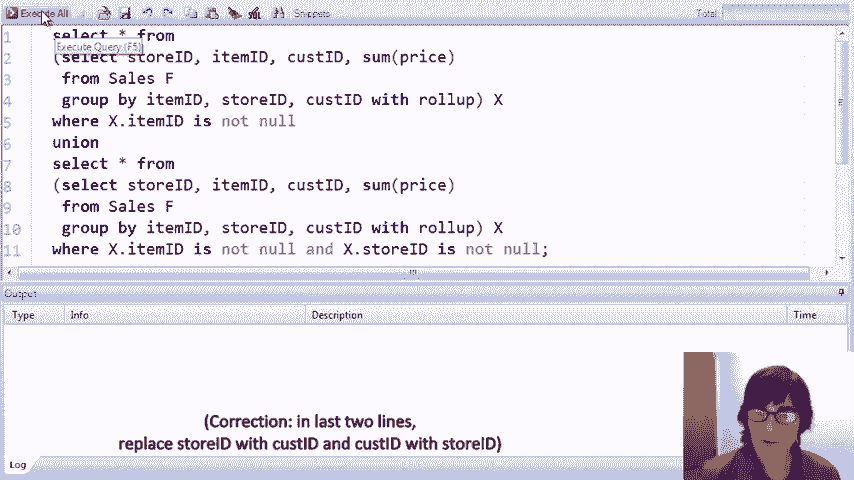 Execute All
Snippets
Total:
1 select * from
Execute Query (F5)
2 (select storeID, itemID, custID, sum(price)
3 from Sales F
4 group by itemID, storeID, custID with rollup) X
5 where X.itemID is not null
6 union
7 select * from
8 (select storeID, itemID, custID, sum(price)
9 from Sales F
10 group by itemID, storeID, custID with rollup) X
11 where X.itemID is not null and X.storeID is not null;
Output
Type Info Description Time
(Correction: in last two lines,
replace storeID with custID and custID with storeID)
Log